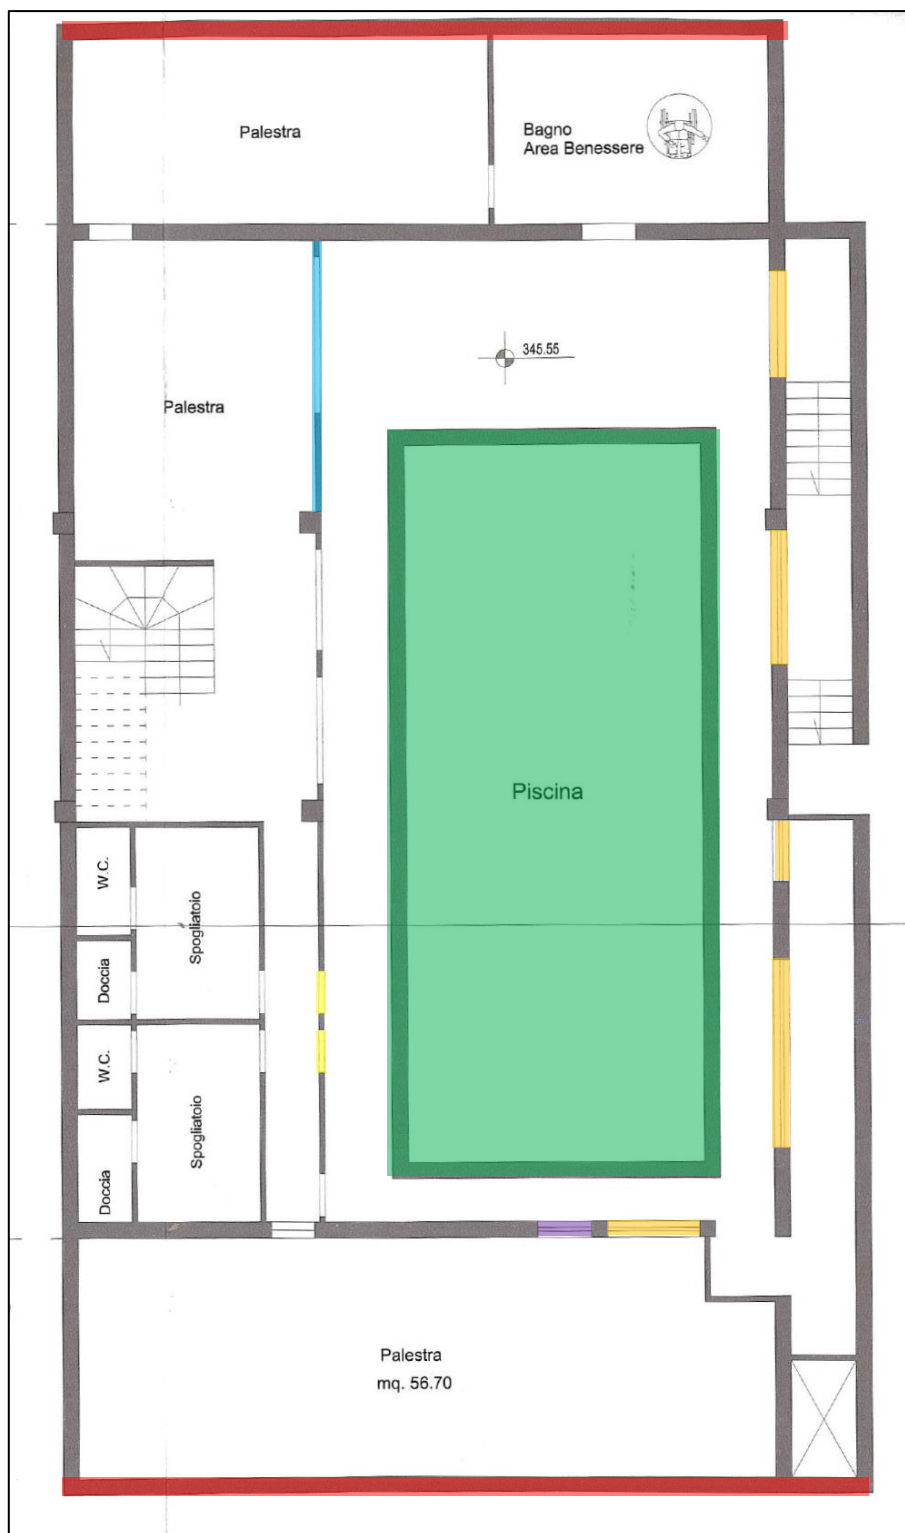 Palestra
Bagno
Area Benessere
345.55
Palestra
Piscina
W.C.
Spogliatoio
Doccia
W.C.
Spogliatoio
Doccia
Palestra
mq. 56.70